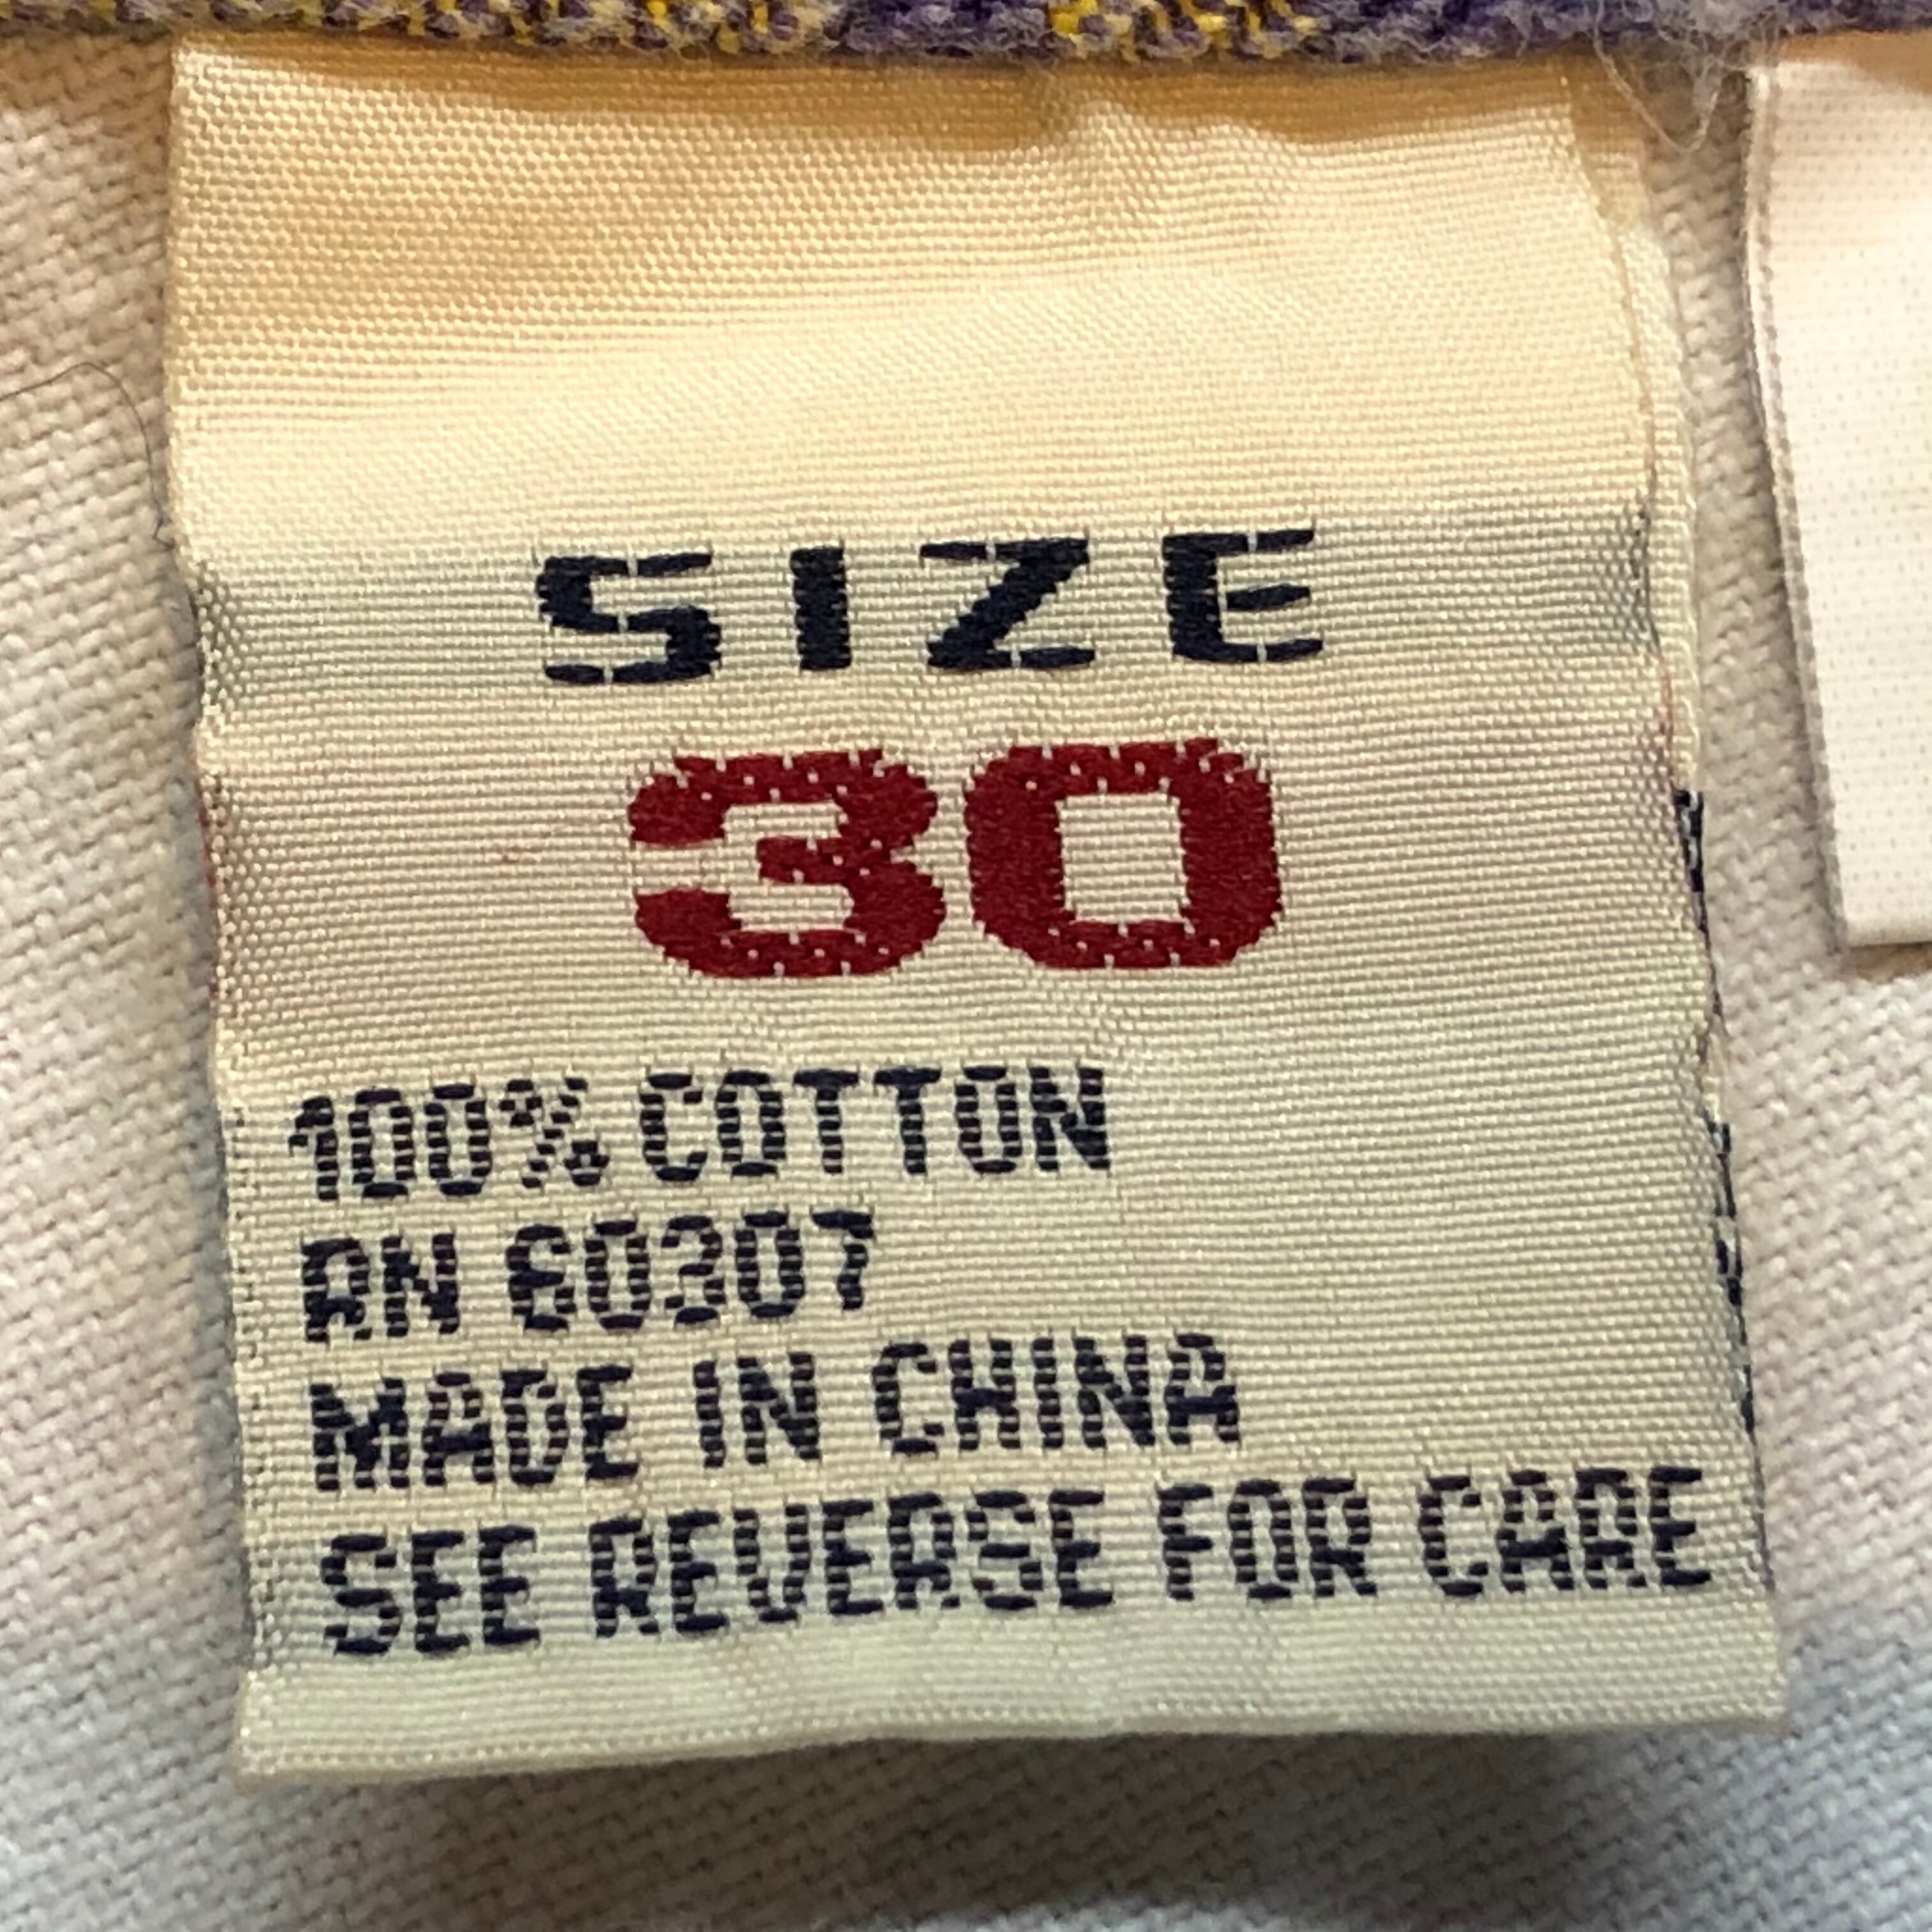 SIZE
30
100% COTTON
RN 60307
MADE IN CHINA
SEE REVERSE FOR CARE